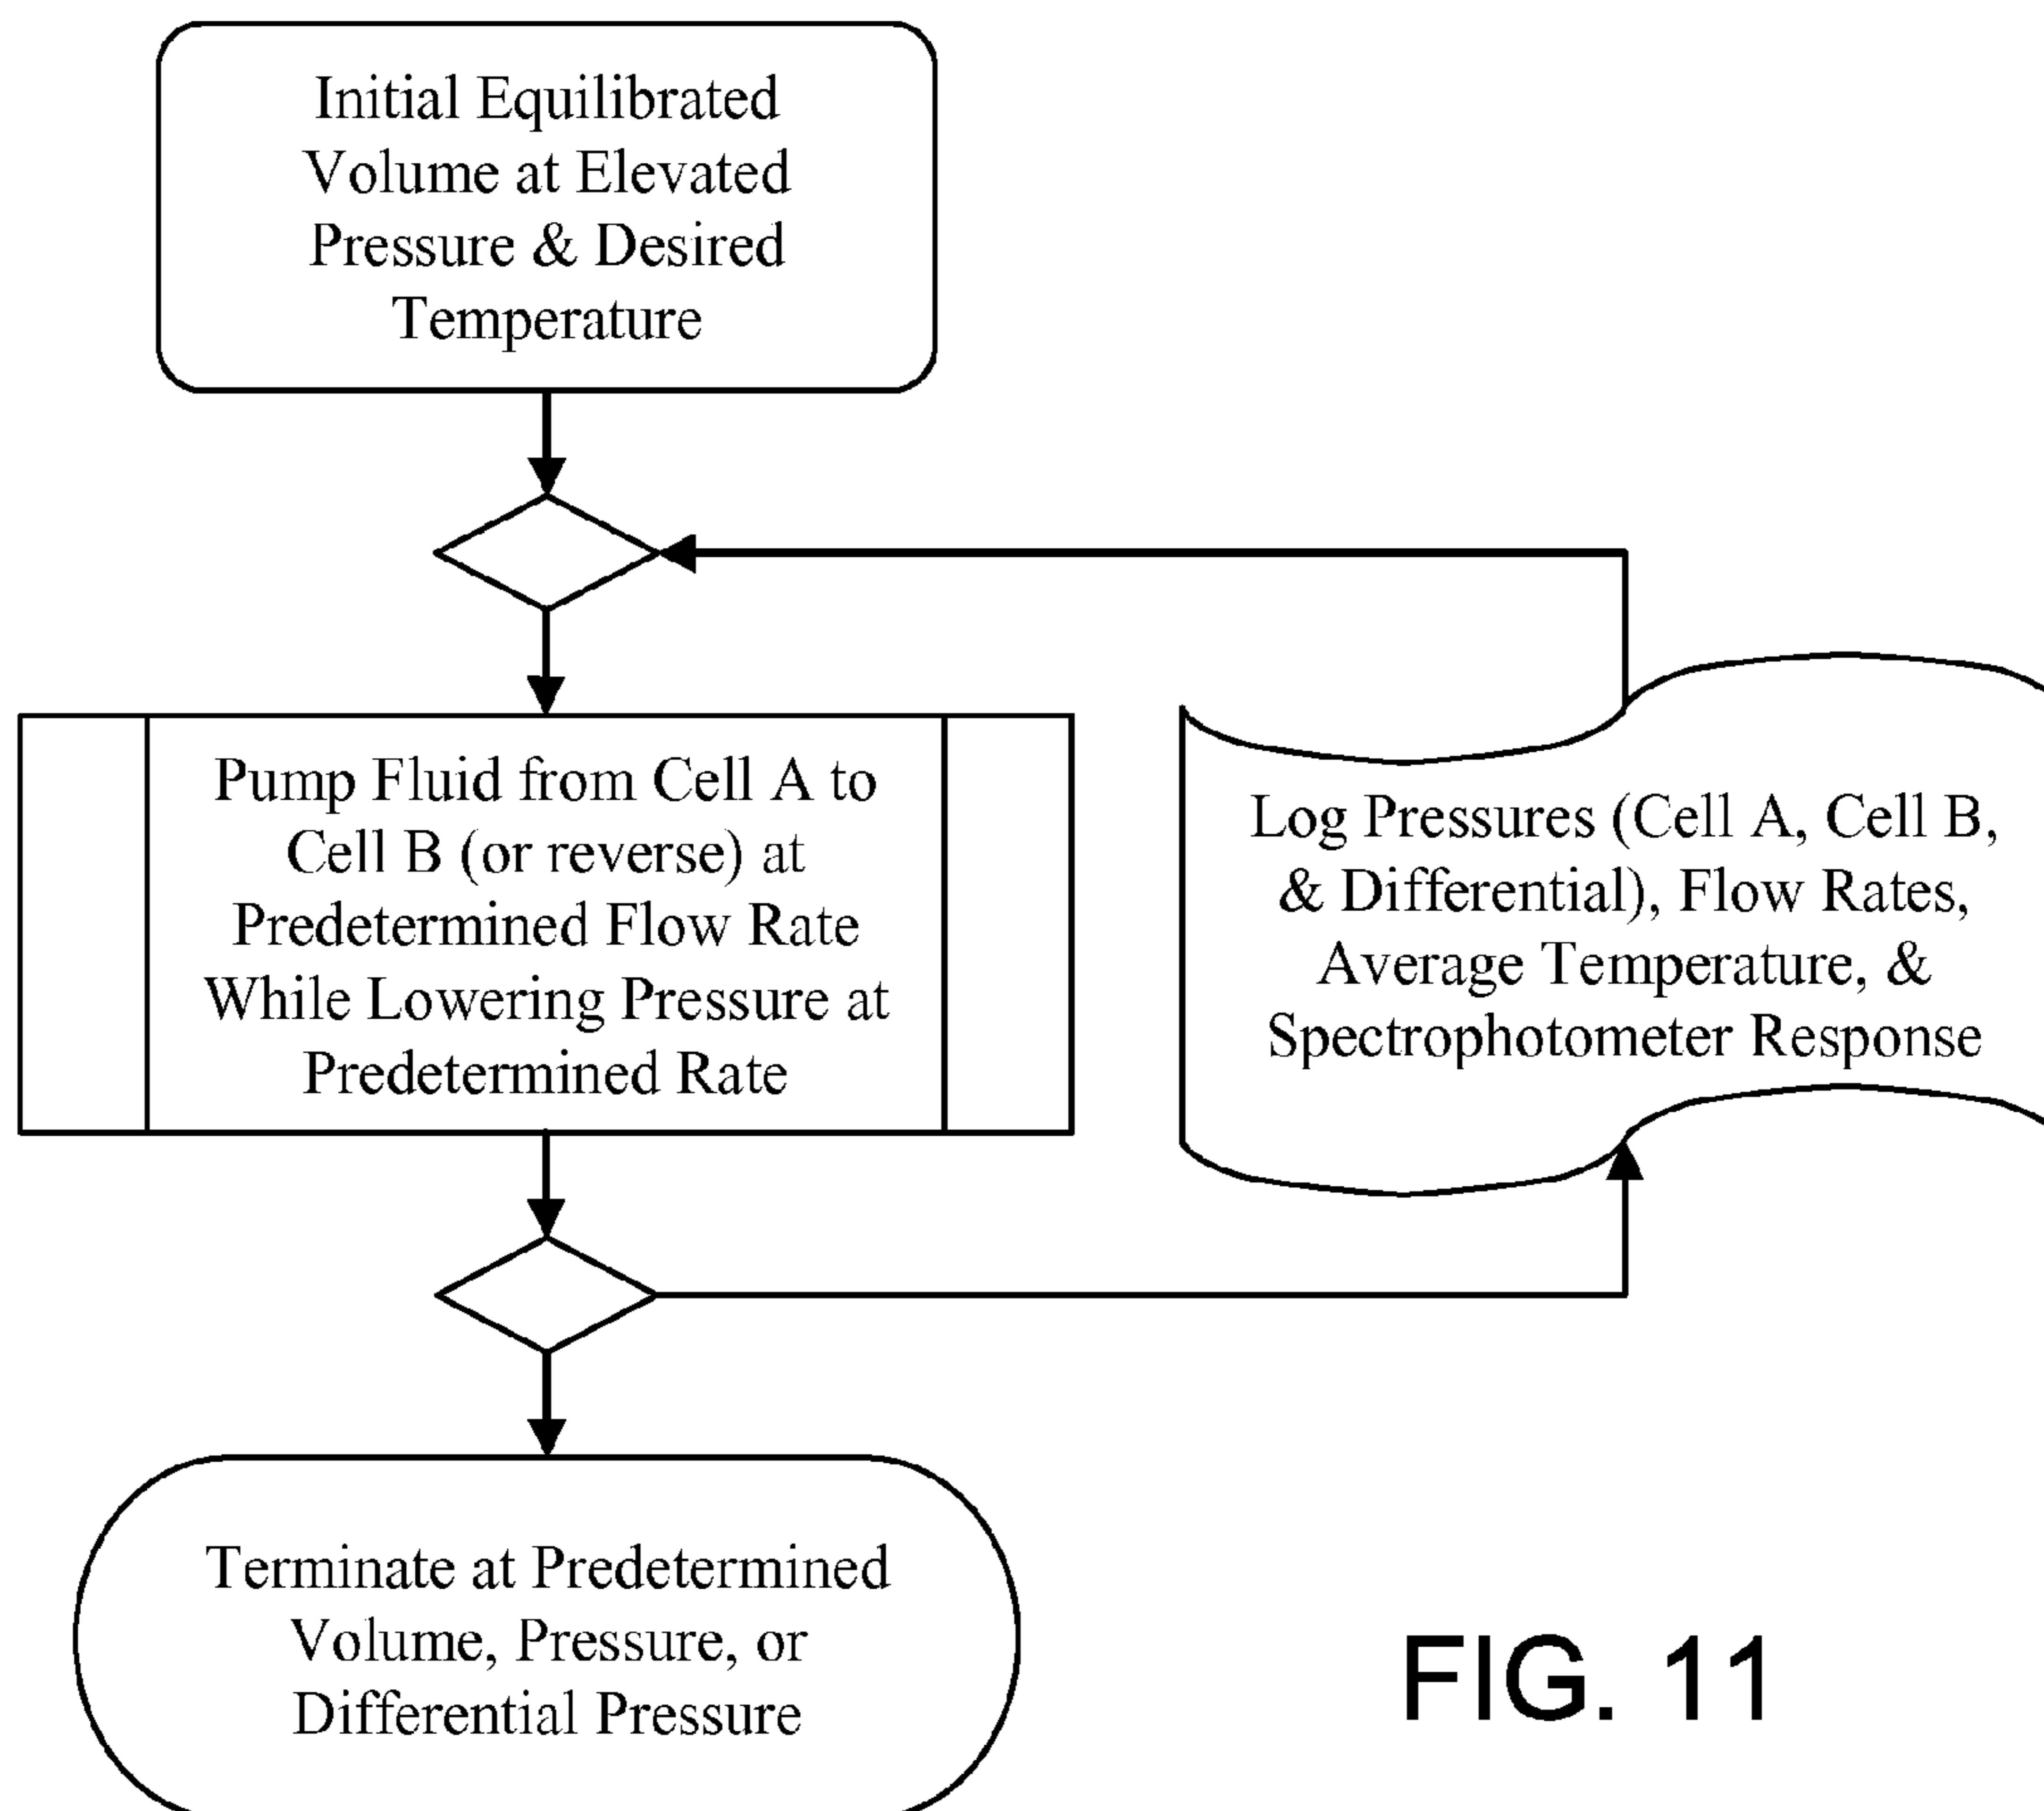 Initial Equilibrated
Volume at Elevated
Pressure & Desired
Temperature
Pump Fluid from Cell A to
Cell B (or reverse) at
Predetermined Flow Rate
While Lowering Pressure at
Predetermined Rate
Log Pressures (Cell A, Cell B,
& Differential), Flow Rates,
Average Temperature, &
Spectrophotometer Response
Terminate at Predetermined
Volume, Pressure, or
Differential Pressure
FIG. 11